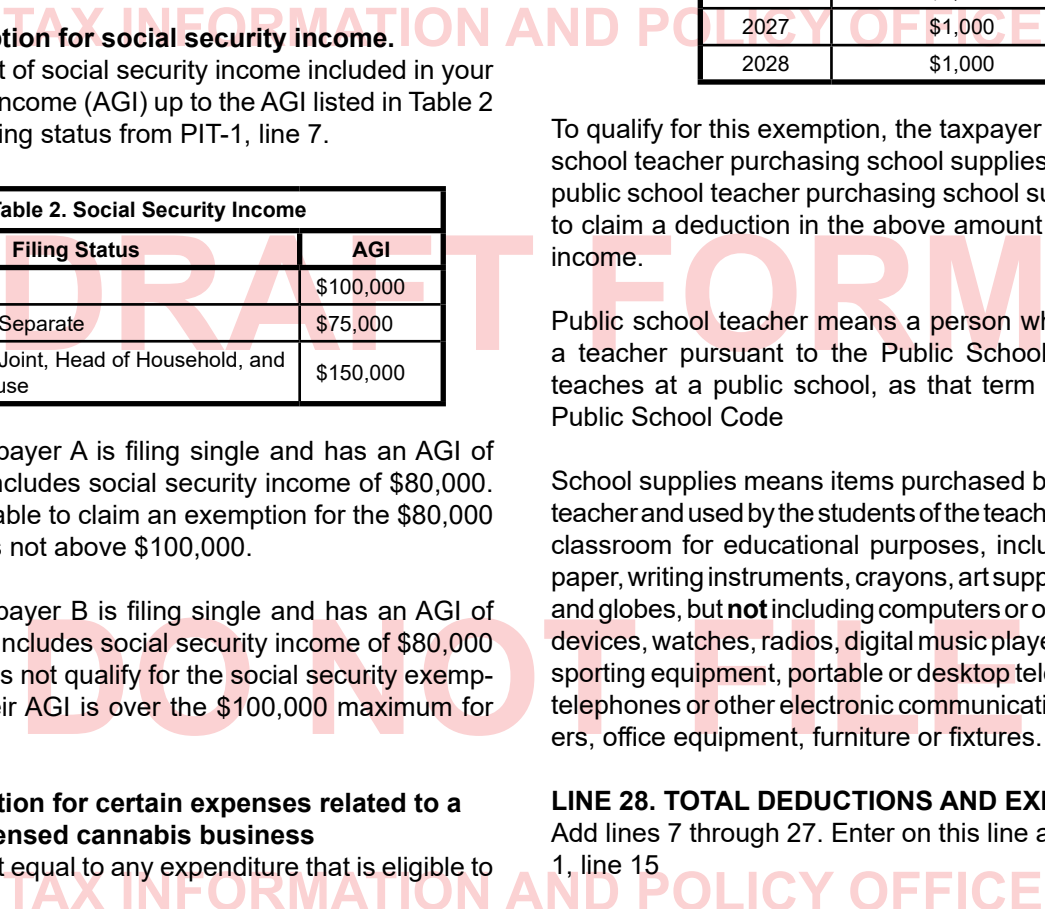 TAX INFORMATION AND POLICY OFFICE
tion for social security income.
t of social security income included in your
ncome (AGI) up to the AGI listed in Table 2
ing status from PIT-1, line 7.
Table 2. Social Security Income
Filing Status AGI
$100,000
Separate $75,000
Joint, Head of Household, and
use
$150,000
payer A is filing single and has an AGI of
ncludes social security income of $80,000.
able to claim an exemption for the $80,000
s not above $100,000.
payer B is filing single and has an AGI of
includes social security income of $80,000
s not qualify for the social security exemp-
eir AGI is over the $100,000 maximum for
tion for certain expenses related to a
ensed cannabis business
t equal to any expenditure that is eligible to
2027 $1,000
2028 $1,000
To qualify for this exemption, the taxpayer
school teacher purchasing school supplies
public school teacher purchasing school su
to claim a deduction in the above amount
income.
Public school teacher means a person wh
a teacher pursuant to the Public School
teaches at a public school, as that term
Public School Code
School supplies means items purchased b
teacher and used by the students of the teach
classroom for educational purposes, inclu
paper, writing instruments, crayons, art supp
and globes, but not including computers or o
devices, watches, radios, digital music playe
sporting equipment, portable or desktop tele
telephones or other electronic communicati
ers, office equipment, furniture or fixtures.
LINE 28. TOTAL DEDUCTIONS AND EX
Add lines 7 through 27. Enter on this line a
1, line 15
DRAFT FORM
DO NOT FILE
TAX INFORMATION AND POLICY OFFICE